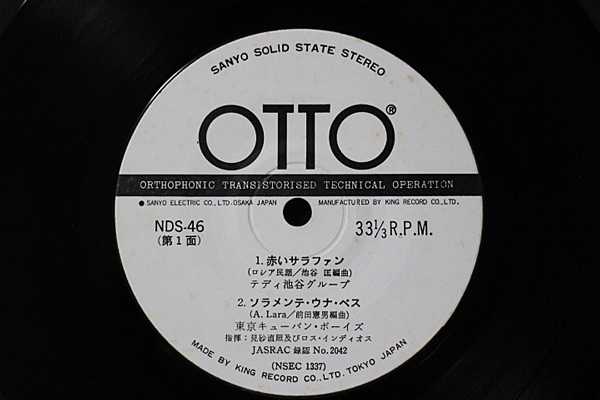 SANYO SOLID STATE STEREO
OTTO®
ORTHOPHONIC TRANSISTORISED TECHNICAL OPERATION
● SANYO ELECTRIC CO., LTD. OSAKA JAPAN MANUFACTURED BY KING RECORD CO., LTD.
NDS-46 33⅓ R.P.M.
(第1面)
1. 赤いサラファン
(ロシア民謡/池谷 匡編曲)
テディ池谷グループ
2. ソラメンテ・ウナ・ベス
(A. Lara/前田憲男編曲)
東京キューバン・ボーイズ
指揮:見砂直照及びロス・インディオス
JASRAC 録認 No.2042
(NSEC 1337)
MADE BY KING RECORD CO., LTD. TOKYO JAPAN